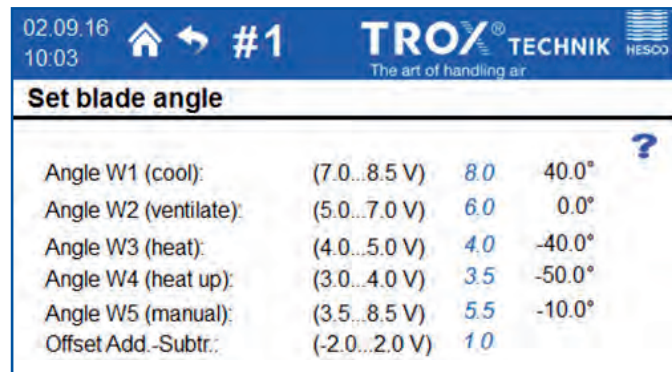 02.09.16
10:03
#1
TROX® TECHNIK
The art of handling air
HESCO
Set blade angle
?
Angle W1 (cool): (7.0...8.5 V) 8.0 40.0°
Angle W2 (ventilate): (5.0...7.0 V) 6.0 0.0°
Angle W3 (heat): (4.0...5.0 V) 4.0 -40.0°
Angle W4 (heat up): (3.0...4.0 V) 3.5 -50.0°
Angle W5 (manual): (3.5...8.5 V) 5.5 -10.0°
Offset Add.-Subtr.: (-2.0...2.0 V) 1.0